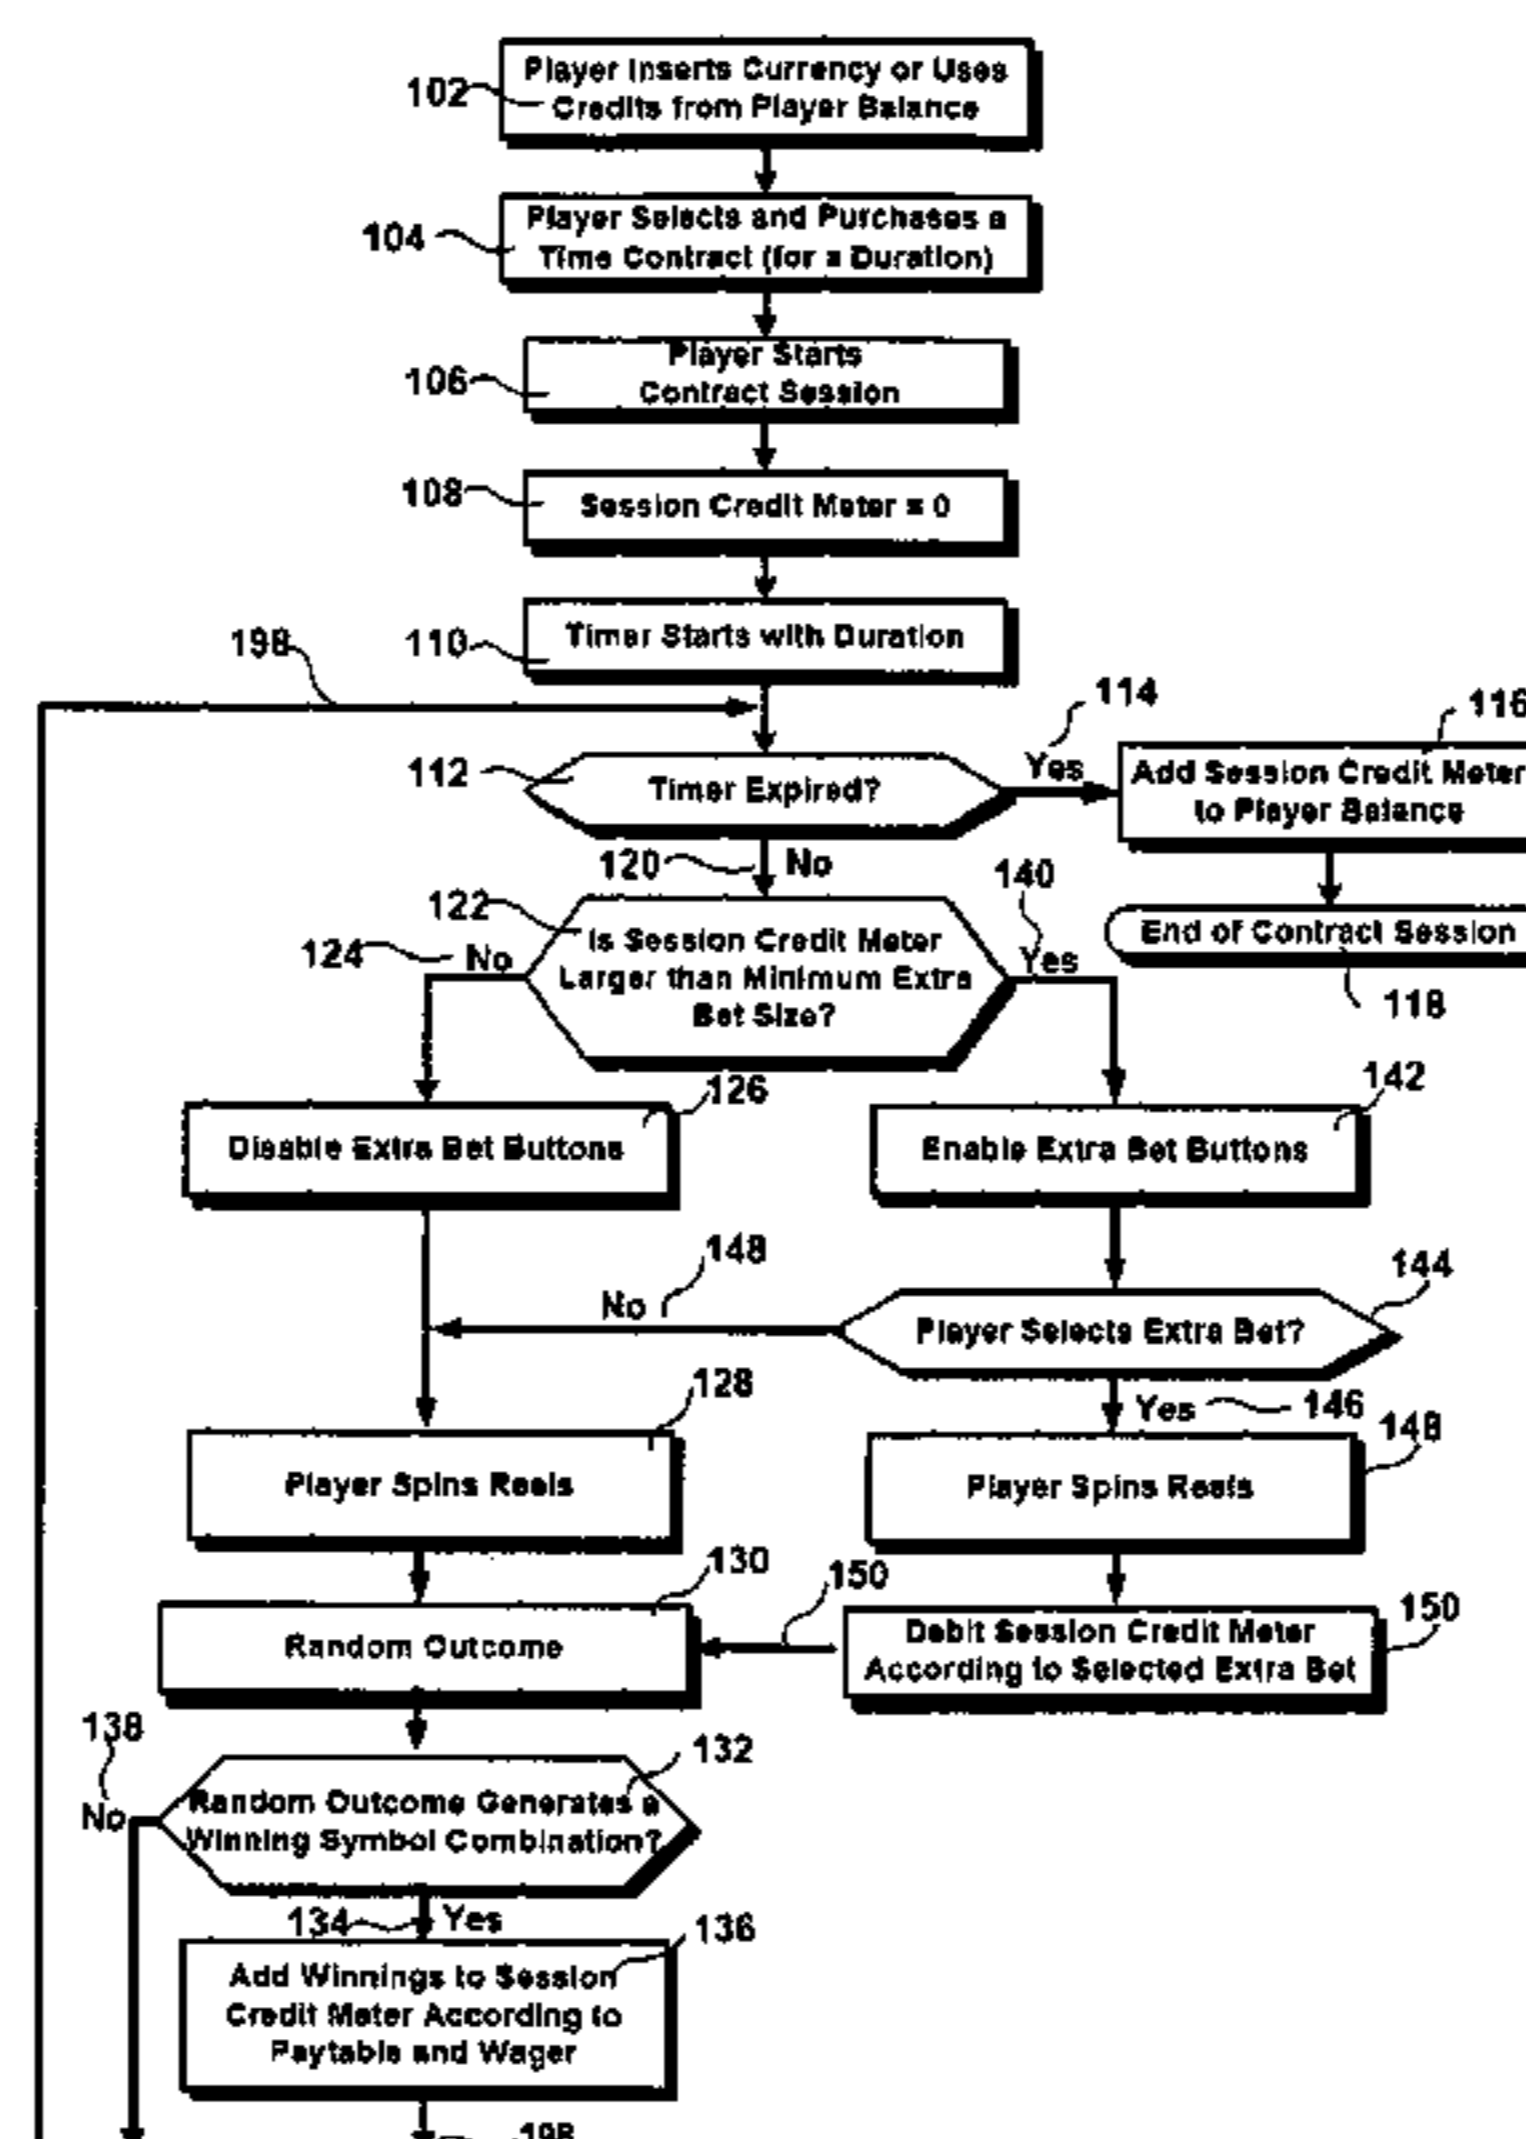 Player Inserts Currency or Uses
102
Credits from Player Balance
Player Selects and Purchases a
104
Time Contract (for a Duration)
Player Starts
106
Contract Session
108
Session Credit Meter = 0
198
110
Timer Starts with Duration
114
116
112
Timer Expired?
Yes
Add Session Credit Meter
to Player Balance
120
No
140
122
124
No
Is Session Credit Meter
Larger than Minimum Extra
Bet Size?
Yes
End of Contract Session
118
126
142
Disable Extra Bet Buttons
Enable Extra Bet Buttons
148
144
No
Player Selects Extra Bet?
128
Yes
146
148
Player Spins Reels
Player Spins Reels
130
150
150
Random Outcome
Debit Session Credit Meter
According to Selected Extra Bet
138
132
No
Random Outcome Generates a
Winning Symbol Combination?
134
Yes
136
Add Winnings to Session
Credit Meter According to
Paytable and Wager
198